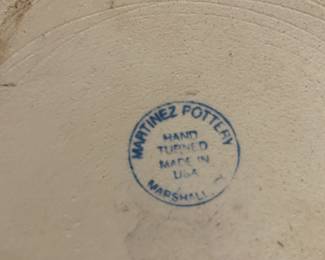 MARTINEZ POTTERY
HAND
TURNED
MADE IN
USA
MARSHALL